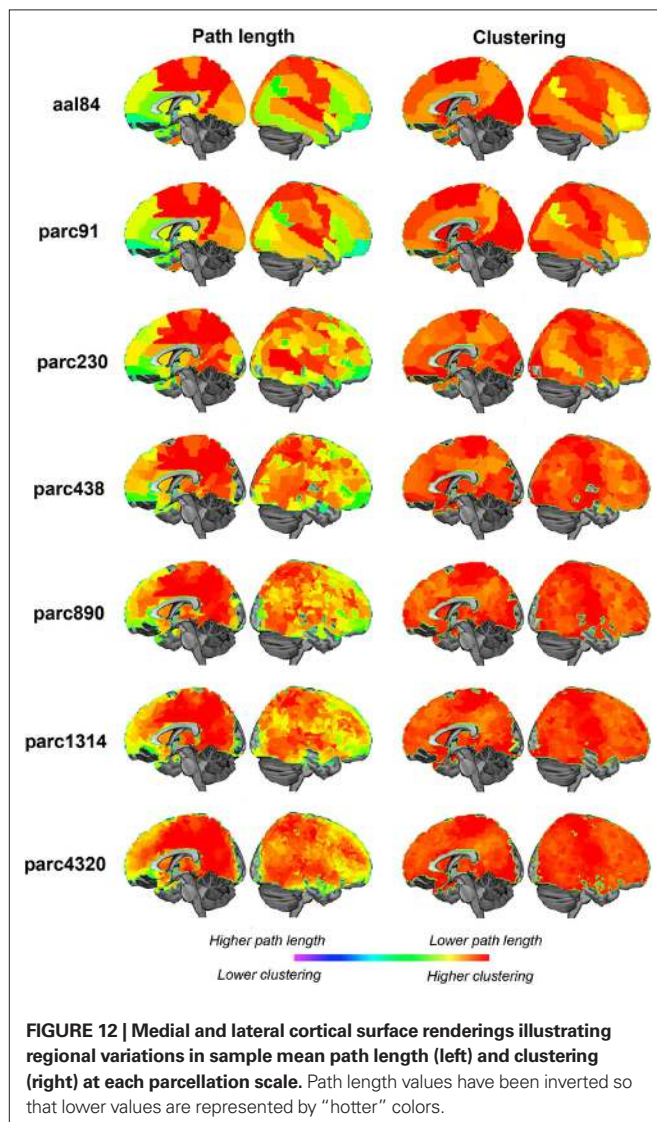 Path length Clustering
aal84
parc91
parc230
parc438
parc890
parc1314
parc4320
Higher path length Lower path length
Lower clustering Higher clustering
FIGURE 12 | Medial and lateral cortical surface renderings illustrating
regional variations in sample mean path length (left) and clustering
(right) at each parcellation scale. Path length values have been inverted so
that lower values are represented by “hotter” colors.